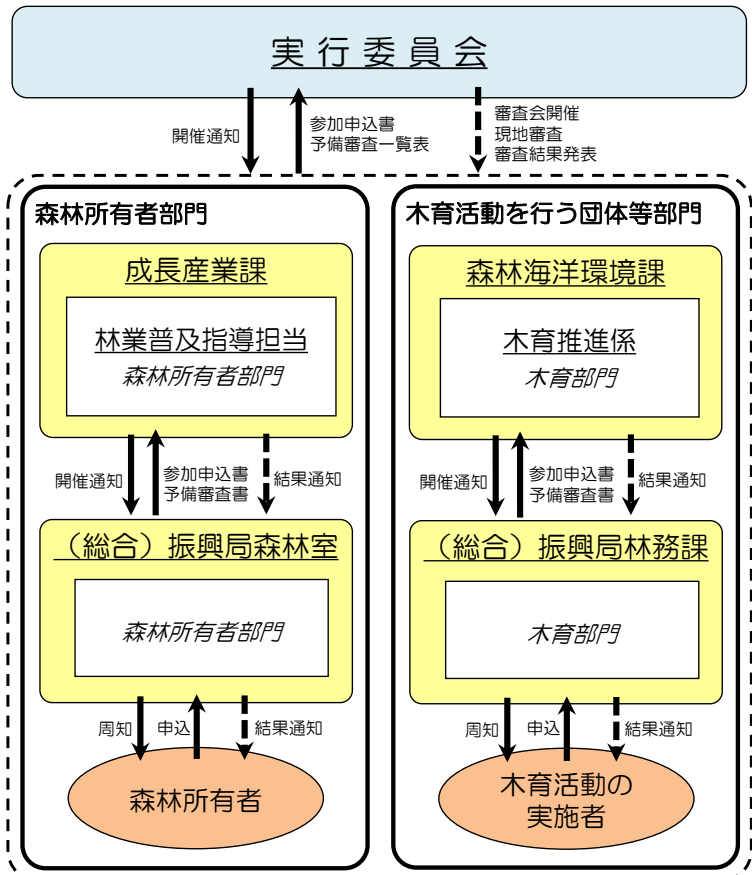 実行委員会
開催通知
参加申込書
予備審査一覧表
審査会開催
現地審査
審査結果発表
森林所有者部門
成長産業課
林業普及指導担当
森林所有者部門
開催通知
参加申込書
予備審査書
結果通知
（総合）振興局森林室
森林所有者部門
周知
申込
結果通知
森林所有者
木育活動を行う団体等部門
森林海洋環境課
木育推進係
木育部門
開催通知
参加申込書
予備審査書
結果通知
（総合）振興局林務課
木育部門
周知
申込
結果通知
木育活動の
実施者